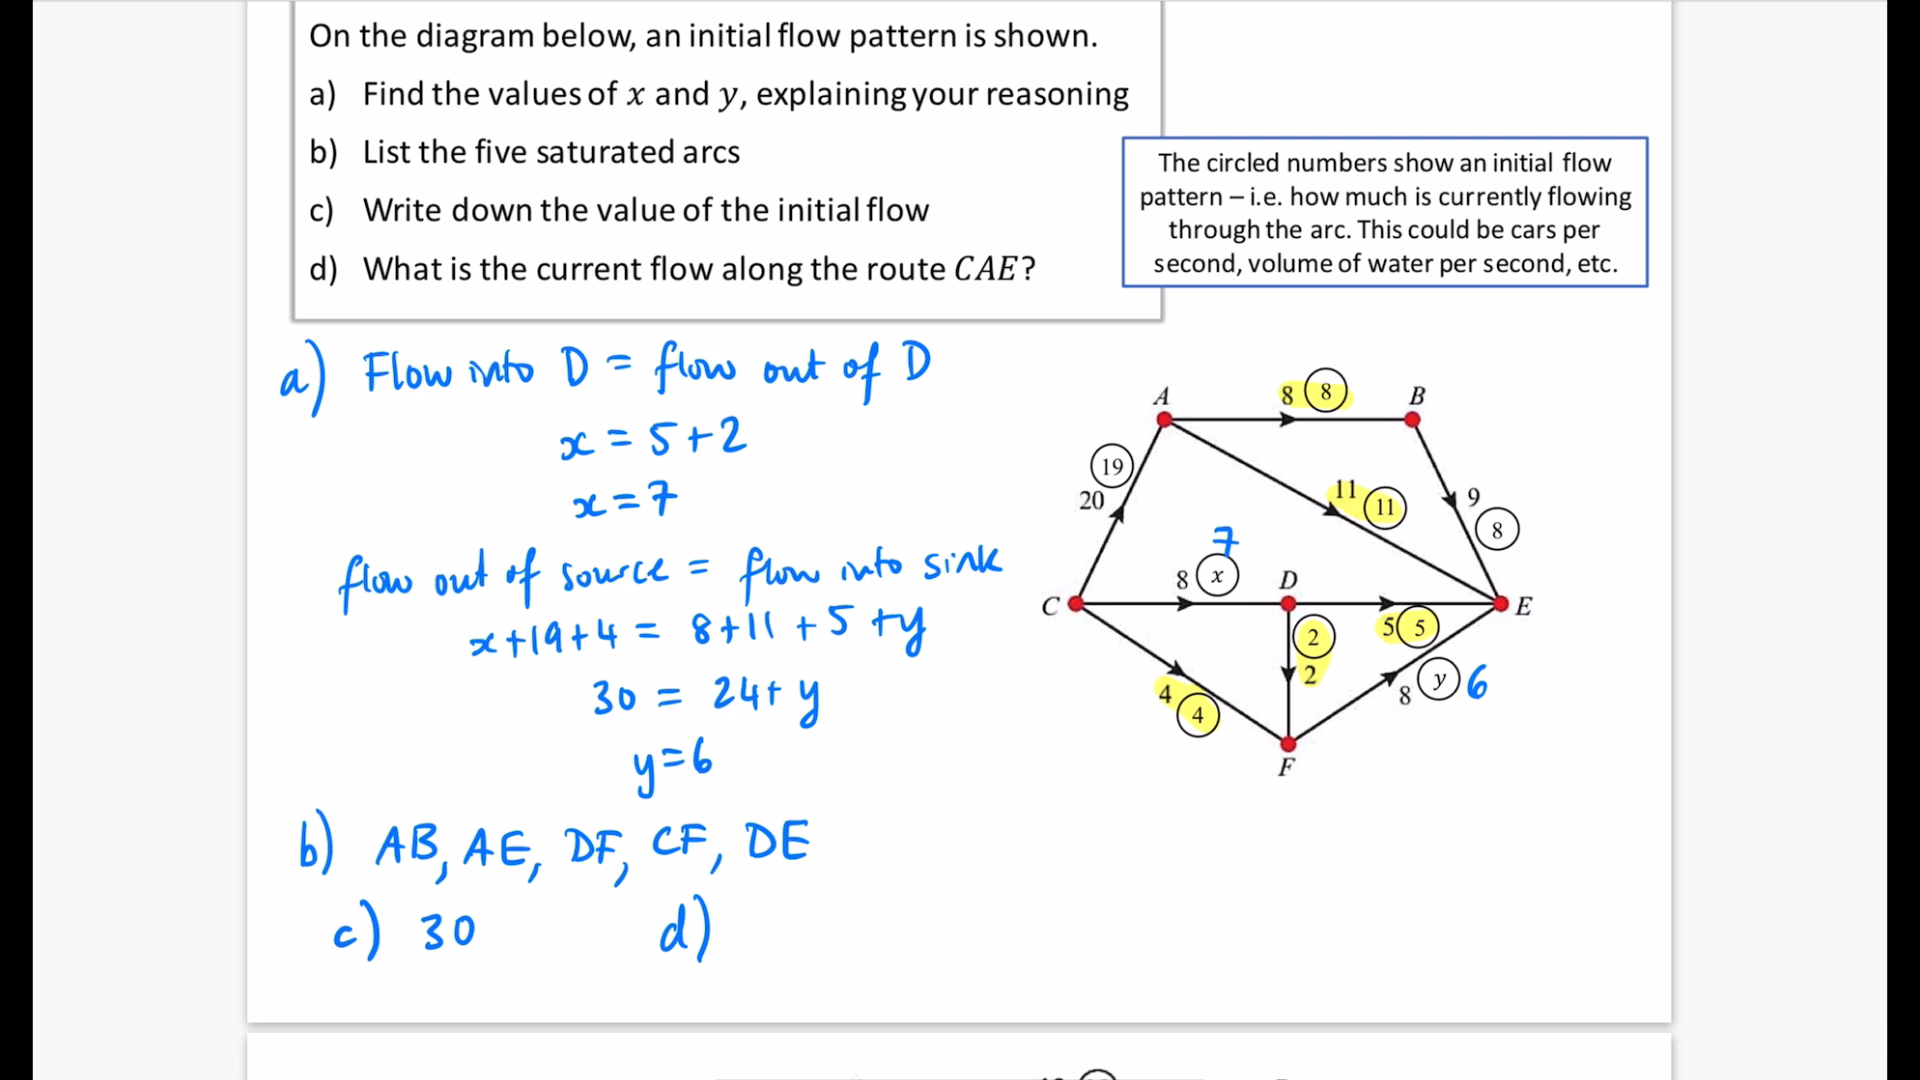 On the diagram below, an initial flow pattern is shown.
a) Find the values of x and y, explaining your reasoning
b) List the five saturated arcs
c) Write down the value of the initial flow
d) What is the current flow along the route CAE?
The circled numbers show an initial flow
pattern – i.e. how much is currently flowing
through the arc. This could be cars per
second, volume of water per second, etc.
a) Flow into D = flow out of D
x = 5+2
x = 7
flow out of source = flow into sink
x+19+4 = 8+11+5+y
30 = 24+y
y=6
b) AB, AE, DF, CF, DE
c) 30 d)
A 8 8 B
19
20
11 11
9
8
7
8 x D
C E
2 5 5
2
4 4
8 y 6
F